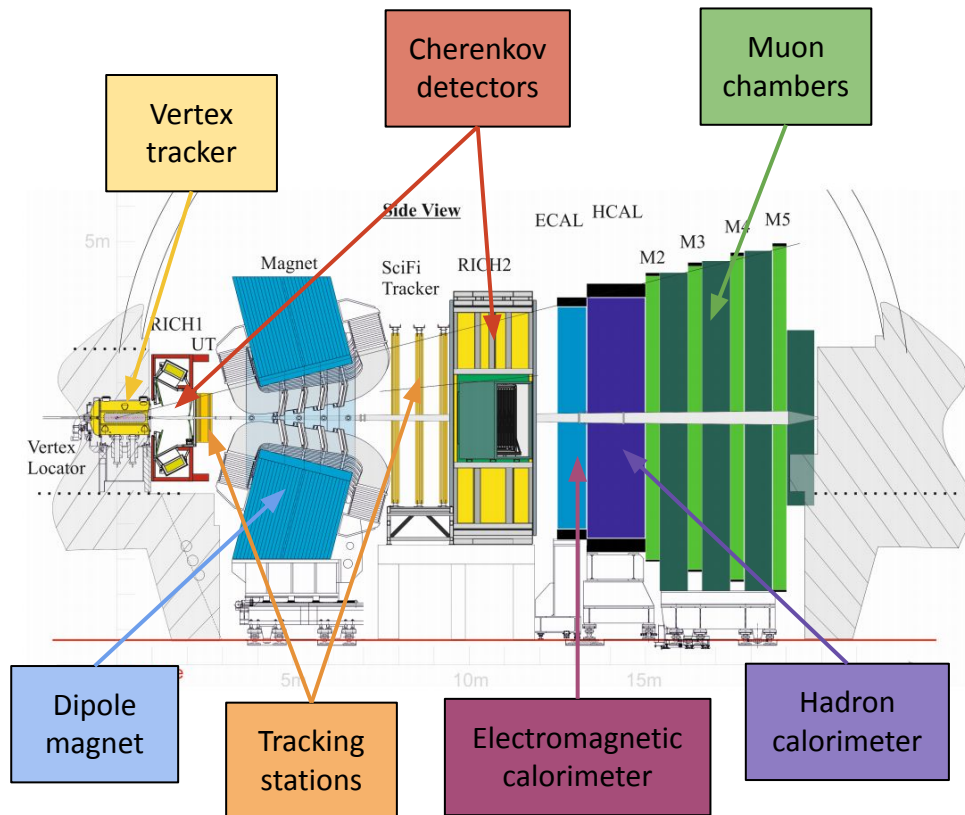 Cherenkov
detectors
Muon
chambers
Vertex
tracker
Side View
ECAL
HCAL
M2
M3
M4
M5
5m
Magnet
SciFi
Tracker
RICH2
RICH1
UT
Vertex
Locator
5m
10m
15m
Dipole
magnet
Tracking
stations
Electromagnetic
calorimeter
Hadron
calorimeter